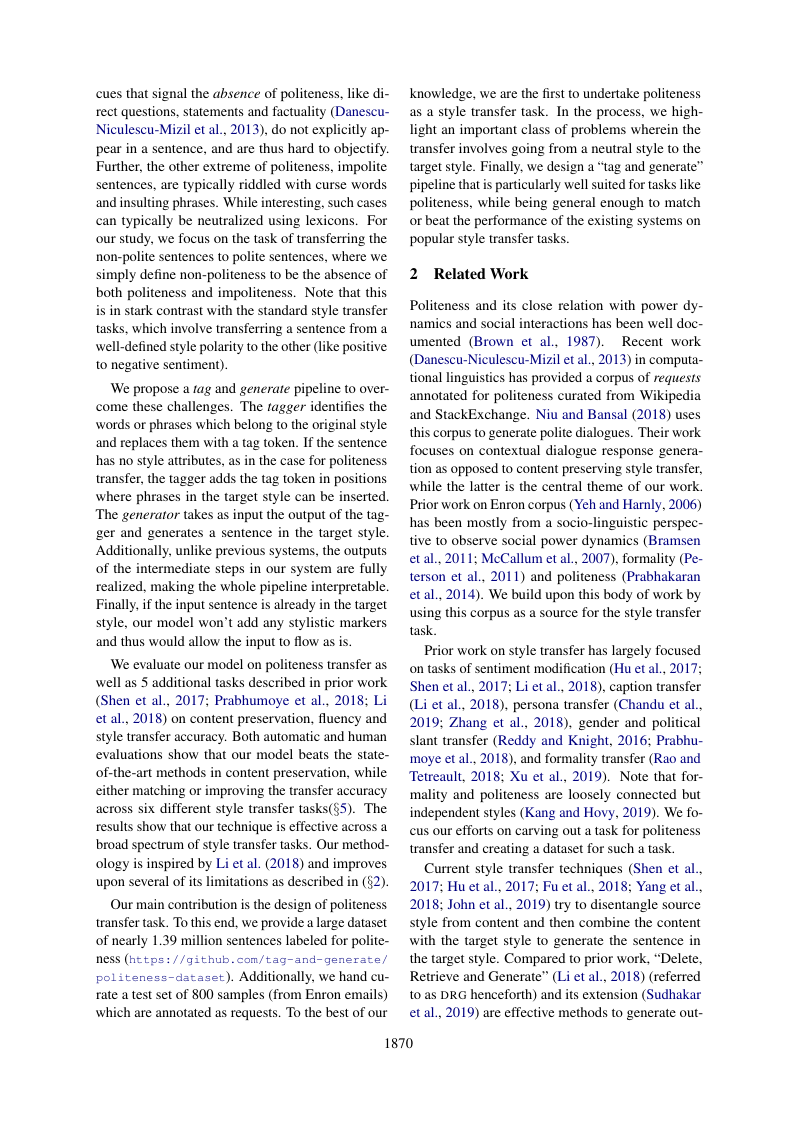 cues that signal the absence of politeness, like di-
rect questions, statements and factuality (Danescu-
Niculescu-Mizil et al., 2013), do not explicitly ap-
pear in a sentence, and are thus hard to objectify.
Further, the other extreme of politeness, impolite
sentences, are typically riddled with curse words
and insulting phrases. While interesting, such cases
can typically be neutralized using lexicons. For
our study, we focus on the task of transferring the
non-polite sentences to polite sentences, where we
simply define non-politeness to be the absence of
both politeness and impoliteness. Note that this
is in stark contrast with the standard style transfer
tasks, which involve transferring a sentence from a
well-defined style polarity to the other (like positive
to negative sentiment).
We propose a tag and generate pipeline to over-
come these challenges. The tagger identifies the
words or phrases which belong to the original style
and replaces them with a tag token. If the sentence
has no style attributes, as in the case for politeness
transfer, the tagger adds the tag token in positions
where phrases in the target style can be inserted.
The generator takes as input the output of the tag-
ger and generates a sentence in the target style.
Additionally, unlike previous systems, the outputs
of the intermediate steps in our system are fully
realized, making the whole pipeline interpretable.
Finally, if the input sentence is already in the target
style, our model won't add any stylistic markers
and thus would allow the input to flow as is.
We evaluate our model on politeness transfer as
well as 5 additional tasks described in prior work
(Shen et al., 2017; Prabhumoye et al., 2018; Li
et al., 2018) on content preservation, fluency and
style transfer accuracy. Both automatic and human
evaluations show that our model beats the state-
of-the-art methods in content preservation, while
either matching or improving the transfer accuracy
across six different style transfer tasks(§5). The
results show that our technique is effective across a
broad spectrum of style transfer tasks. Our method-
ology is inspired by Li et al. (2018) and improves
upon several of its limitations as described in (§2).
Our main contribution is the design of politeness
transfer task. To this end, we provide a large dataset
of nearly 1.39 million sentences labeled for polite-
ness (https://github.com/tag-and-generate/
politeness-dataset). Additionally, we hand cu-
rate a test set of 800 samples (from Enron emails)
which are annotated as requests. To the best of our
knowledge, we are the first to undertake politeness
as a style transfer task. In the process, we high-
light an important class of problems wherein the
transfer involves going from a neutral style to the
target style. Finally, we design a “tag and generate”
pipeline that is particularly well suited for tasks like
politeness, while being general enough to match
or beat the performance of the existing systems on
popular style transfer tasks.
2 Related Work
Politeness and its close relation with power dy-
namics and social interactions has been well doc-
umented (Brown et al., 1987). Recent work
(Danescu-Niculescu-Mizil et al., 2013) in computa-
tional linguistics has provided a corpus of requests
annotated for politeness curated from Wikipedia
and StackExchange. Niu and Bansal (2018) uses
this corpus to generate polite dialogues. Their work
focuses on contextual dialogue response genera-
tion as opposed to content preserving style transfer,
while the latter is the central theme of our work.
Prior work on Enron corpus (Yeh and Harnly, 2006)
has been mostly from a socio-linguistic perspec-
tive to observe social power dynamics (Bramsen
et al., 2011; McCallum et al., 2007), formality (Pe-
terson et al., 2011) and politeness (Prabhakaran
et al., 2014). We build upon this body of work by
using this corpus as a source for the style transfer
task.
Prior work on style transfer has largely focused
on tasks of sentiment modification (Hu et al., 2017;
Shen et al., 2017; Li et al., 2018), caption transfer
(Li et al., 2018), persona transfer (Chandu et al.,
2019; Zhang et al., 2018), gender and political
slant transfer (Reddy and Knight, 2016; Prabhu-
moye et al., 2018), and formality transfer (Rao and
Tetreault, 2018; Xu et al., 2019). Note that for-
mality and politeness are loosely connected but
independent styles (Kang and Hovy, 2019). We fo-
cus our efforts on carving out a task for politeness
transfer and creating a dataset for such a task.
Current style transfer techniques (Shen et al.,
2017; Hu et al., 2017; Fu et al., 2018; Yang et al.,
2018; John et al., 2019) try to disentangle source
style from content and then combine the content
with the target style to generate the sentence in
the target style. Compared to prior work, “Delete,
Retrieve and Generate” (Li et al., 2018) (referred
to as DRG henceforth) and its extension (Sudhakar
et al., 2019) are effective methods to generate out-
1870